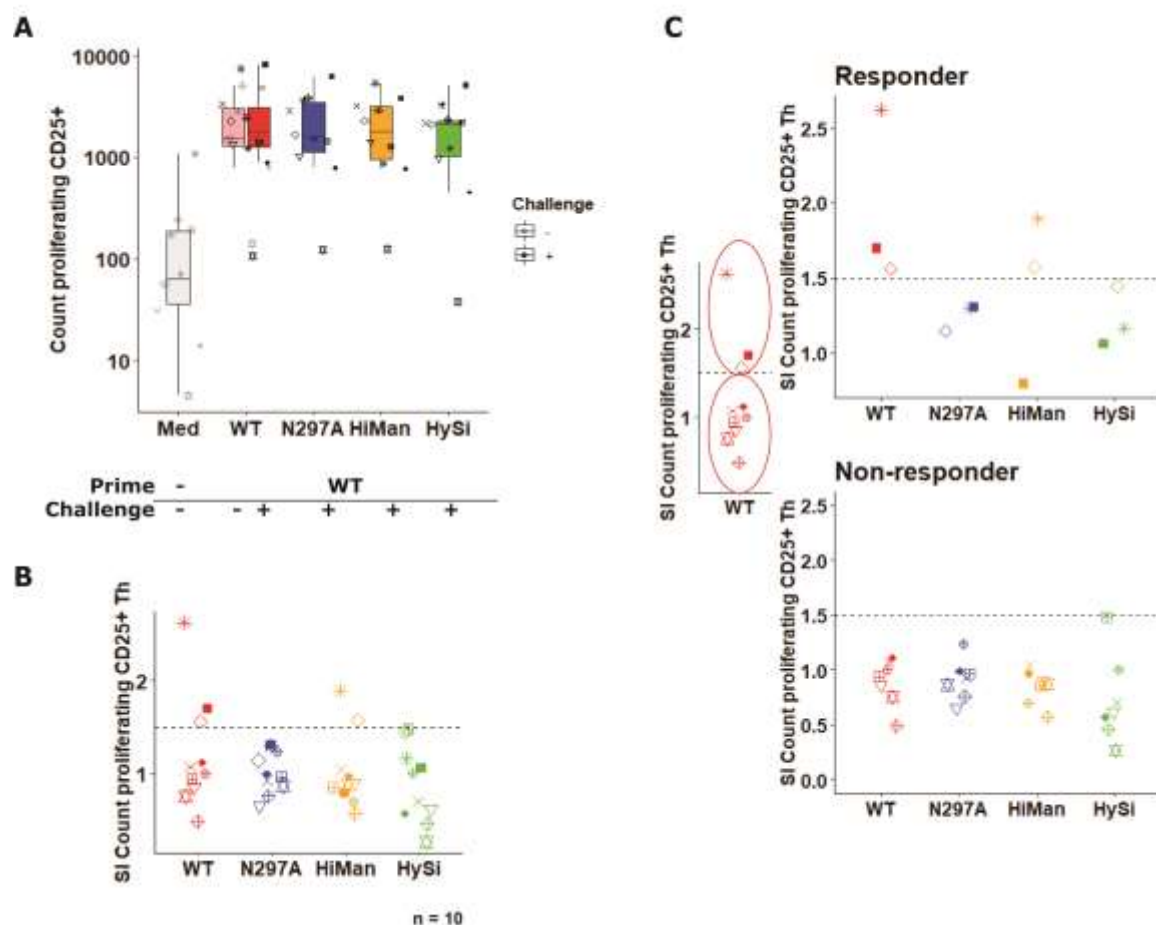 A
Count proliferating CD25+
10000
1000
100
10
Med WT N297A HiMan HySi
Prime - WT
Challenge - - + + + +
Challenge
-
+
B
SI Count proliferating CD25+ Th
2
1
WT N297A HiMan HySi
n = 10
C
SI Count proliferating CD25+ Th
2
1
WT
Responder
SI Count proliferating CD25+ Th
2.5
2.0
1.5
1.0
WT N297A HiMan HySi
Non-responder
SI Count proliferating CD25+ Th
2.5
2.0
1.5
1.0
0.5
0.0
WT N297A HiMan HySi